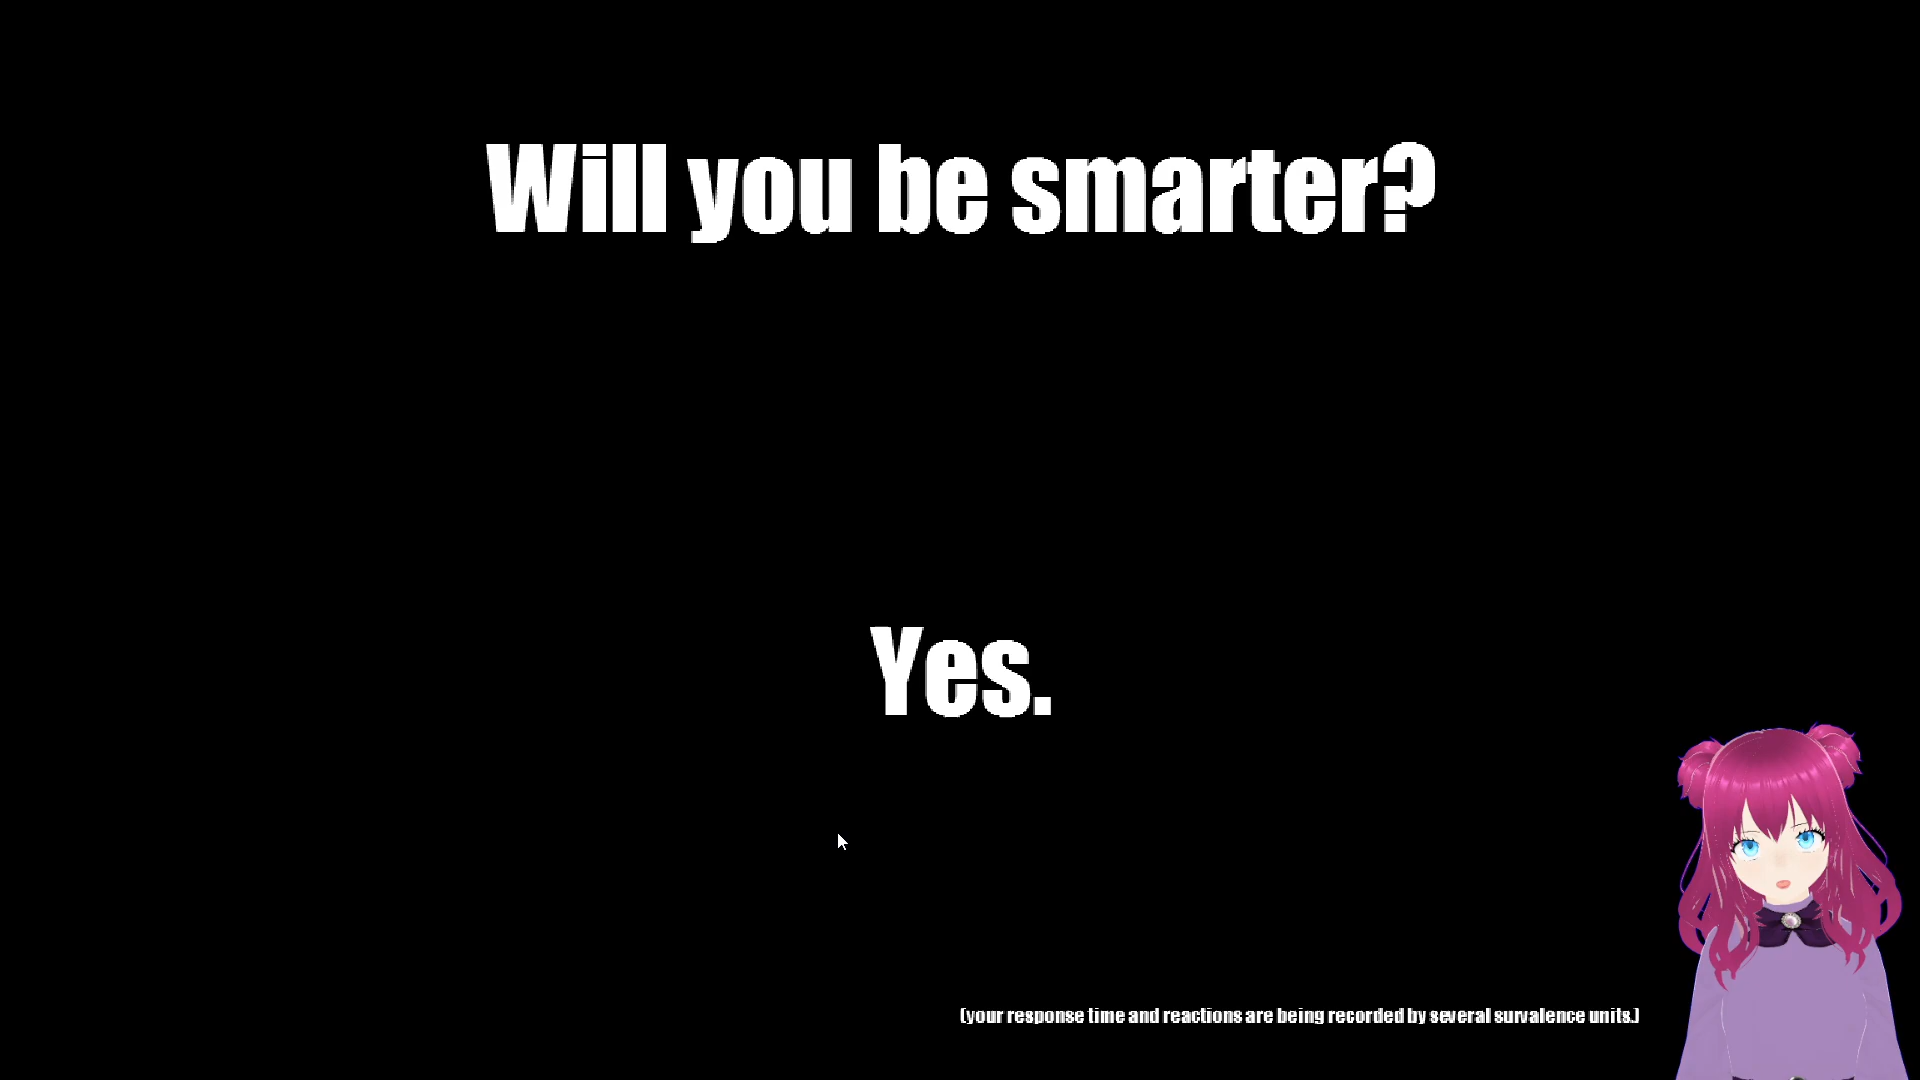 Will you be smarter?
Yes.
(your response time and reactions are being recorded by several survalence units.)